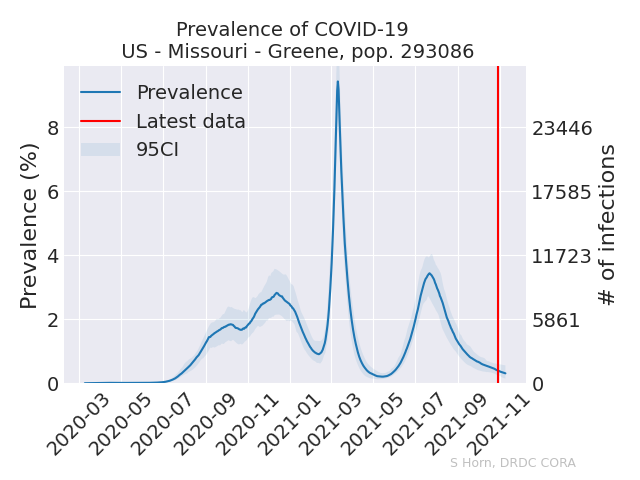 Prevalence of COVID-19
US - Missouri - Greene, pop. 293086
Prevalence
Latest data
95CI
Prevalence (%)
8
6
4
2
0
23446
17585
11723
5861
0
# of infections
2020-03
2020-05
2020-07
2020-09
2020-11
2021-01
2021-03
2021-05
2021-07
2021-09
2021-11
S Horn, DRDC CORA